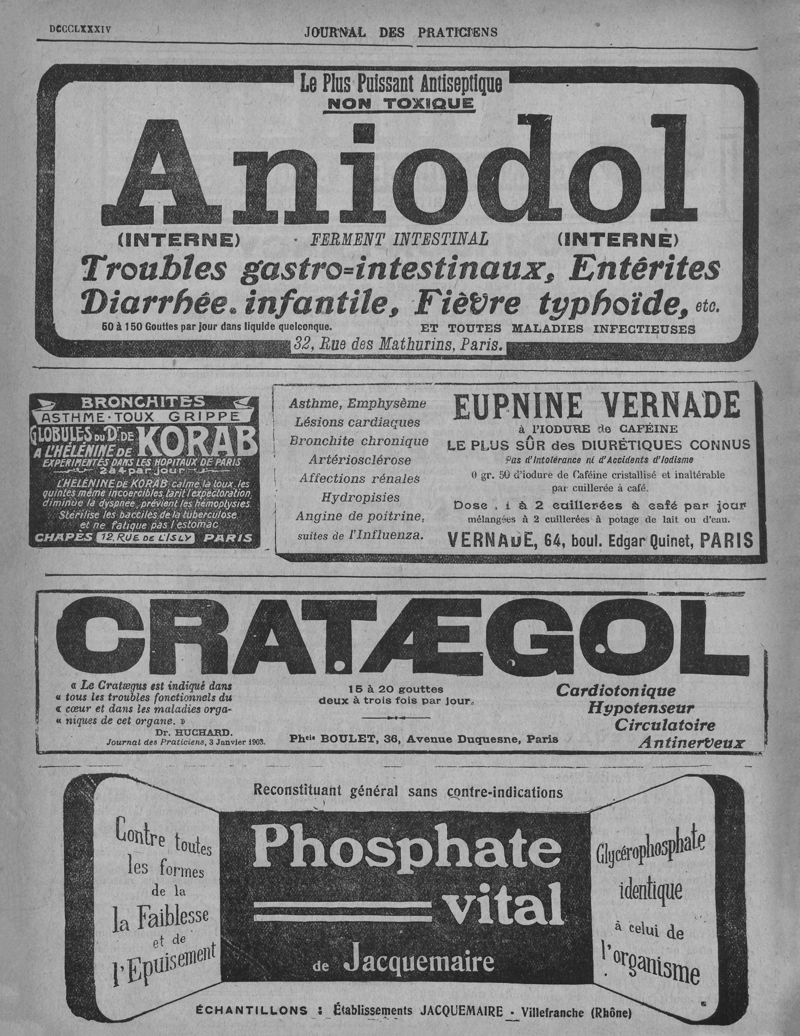 DCCCLXXXIV
JOURNAL DES PRATICIENS
Le Plus Puissant Antiseptique
NON TOXIQUE
Aniodol
(INTERNE) · FERMENT INTESTINAL (INTERNE)
Troubles gastro=intestinaux, Entérites
Diarrhée infantile, Fièvre typhoïde, etc.
50 à 150 Gouttes par jour dans liquide quelconque. ET TOUTES MALADIES INFECTIEUSES
32, Rue des Mathurins, Paris.
BRONCHITES
ASTHME·TOUX GRIPPE
GLOBULES DU Dr DE KORAB
A L'HÉLÉNINE DE
EXPÉRIMENTÉS DANS LES HOPITAUX DE PARIS
2 à 4 par jour
L'HÉLÉNINE DE KORAB calme la toux, les
quintes même incoercibles, tarit l'expectoration,
diminue la dyspnée, prévient les hémoptysies.
Stérilise les bacilles de la tuberculose
et ne fatigue pas l'estomac
CHAPÈS 12, RUE DE L'ISLY PARIS
Asthme, Emphysème
Lésions cardiaques
Bronchite chronique
Artériosclérose
Affections rénales
Hydropisies
Angine de poitrine,
suites de l'Influenza.
EUPNINE VERNADE
à l'IODURE de CAFÉINE
LE PLUS SÛR des DIURÉTIQUES CONNUS
Pas d'Intolérance ni d'Accidents d'Iodisme
0 gr. 50 d'iodure de Caféine cristallisé et inaltérable
par cuillerée à café.
Dose : 1 à 2 cuillerées à café par jour
mélangées à 2 cuillerées à potage de lait ou d'eau.
VERNADE, 64, boul. Edgar Quinet, PARIS
CRATÆGOL
« Le Cratægus est indiqué dans
« tous les troubles fonctionnels du
« cœur et dans les maladies orga-
« niques de cet organe. »
Dr. HUCHARD.
Journal des Praticiens, 3 Janvier 1903.
15 à 20 gouttes
deux à trois fois par jour.
Phcie BOULET, 36, Avenue Duquesne, Paris
Cardiotonique
Hypotenseur
Circulatoire
Antinerveux
Reconstituant général sans contre-indications
Contre toutes
les formes
de la
la Faiblesse
et de
l'Epuisement
Phosphate
vital
de Jacquemaire
Glycérophosphate
identique
à celui de
l'organisme
ÉCHANTILLONS : Établissements JACQUEMAIRE - Villefranche (Rhône)